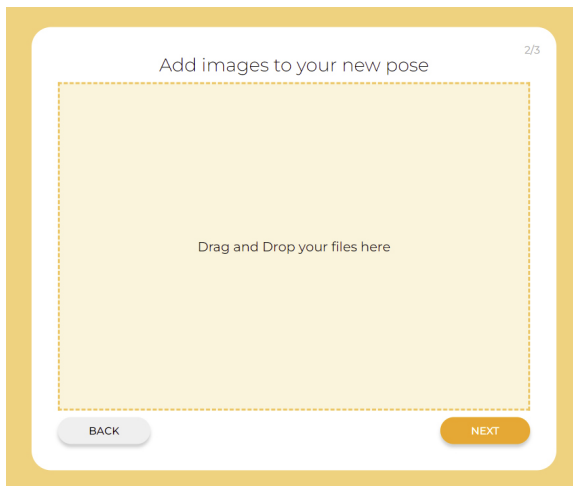 2/3
Add images to your new pose
Drag and Drop your files here
BACK
NEXT